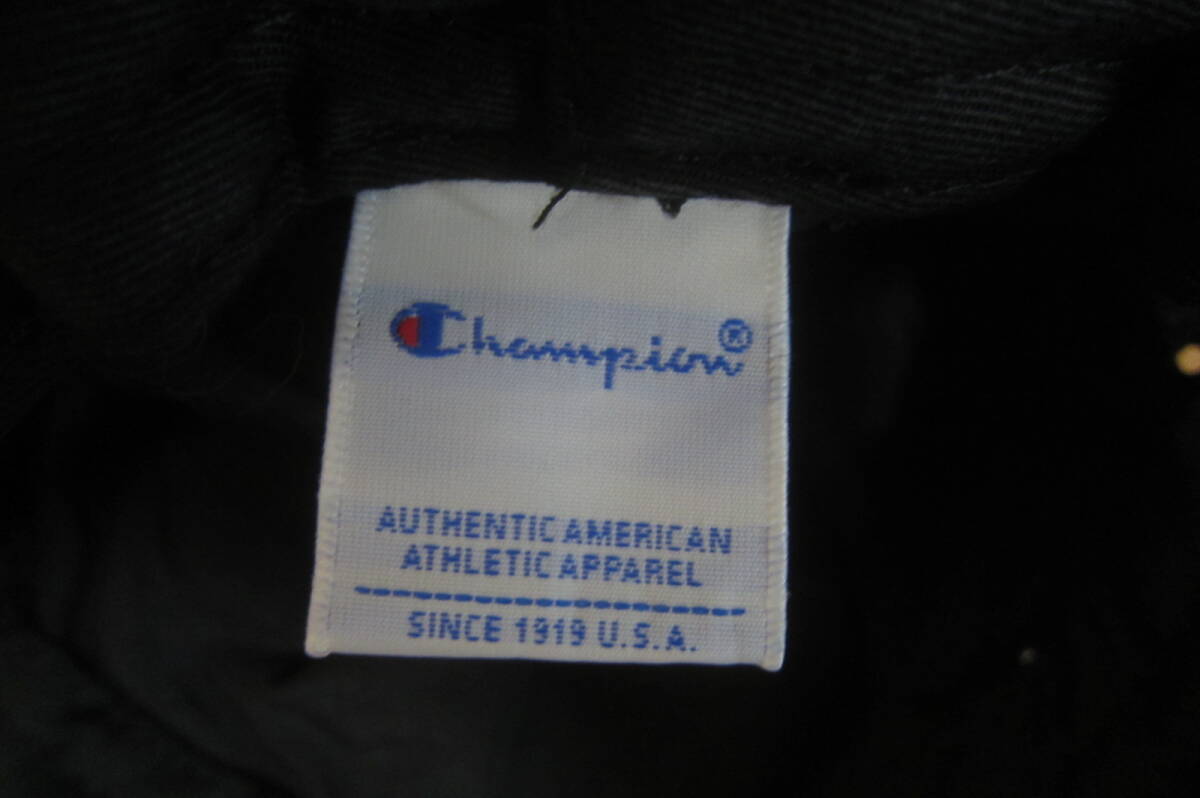 Champion®
AUTHENTIC AMERICAN
ATHLETIC APPAREL
SINCE 1919 U.S.A.